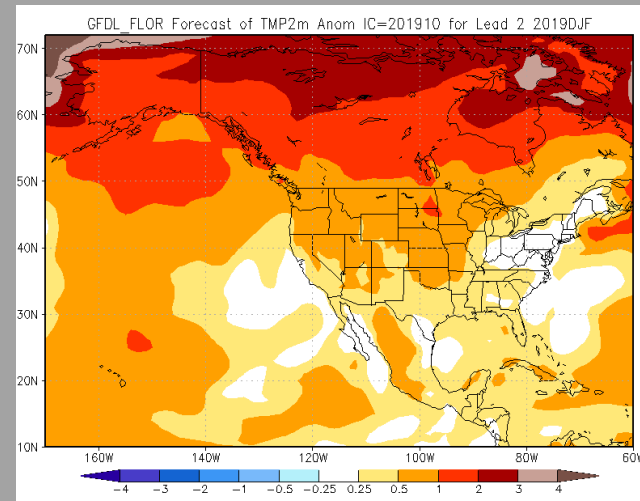 GFDL_FLOR Forecast of TMP2m Anom IC=201910 for Lead 2 2019DJF
70N
60N
50N
40N
30N
20N
10N
160W 140W 120W 100W 80W 60W
-4 -3 -2 -1 -0.5 -0.25 0.25 0.5 1 2 3 4